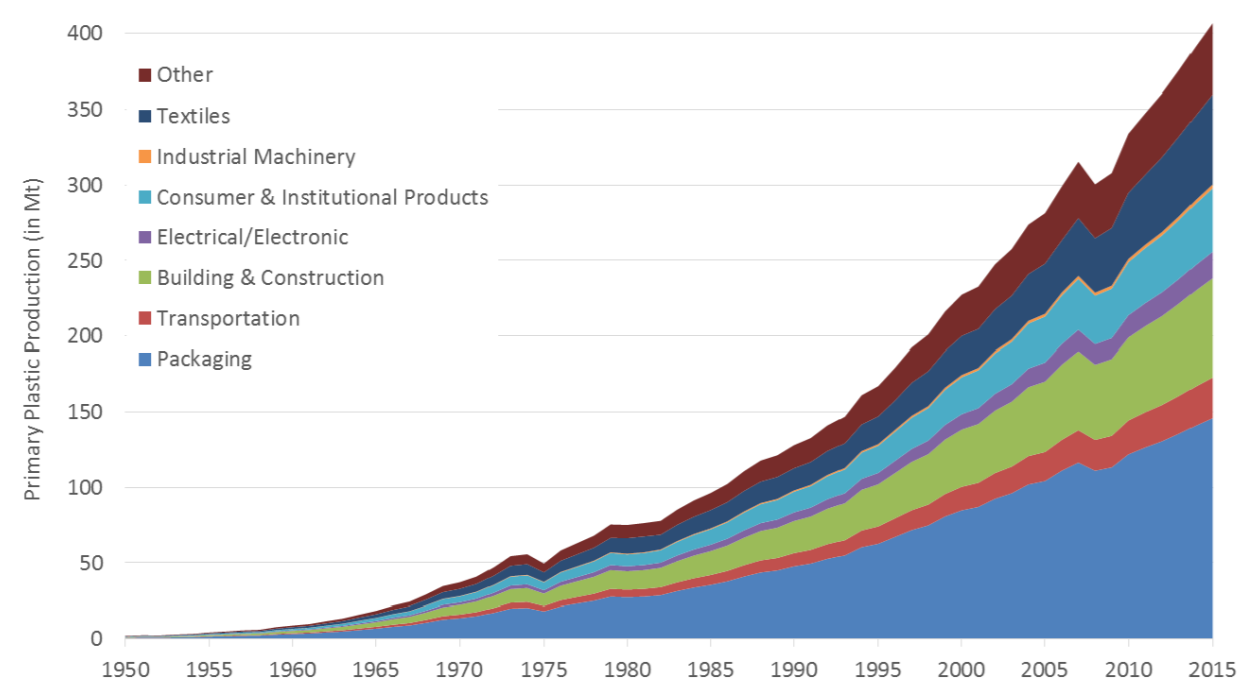 Primary Plastic Production (in Mt)
400
350
300
250
200
150
100
50
0
Other
Textiles
Industrial Machinery
Consumer & Institutional Products
Electrical/Electronic
Building & Construction
Transportation
Packaging
1950 1955 1960 1965 1970 1975 1980 1985 1990 1995 2000 2005 2010 2015